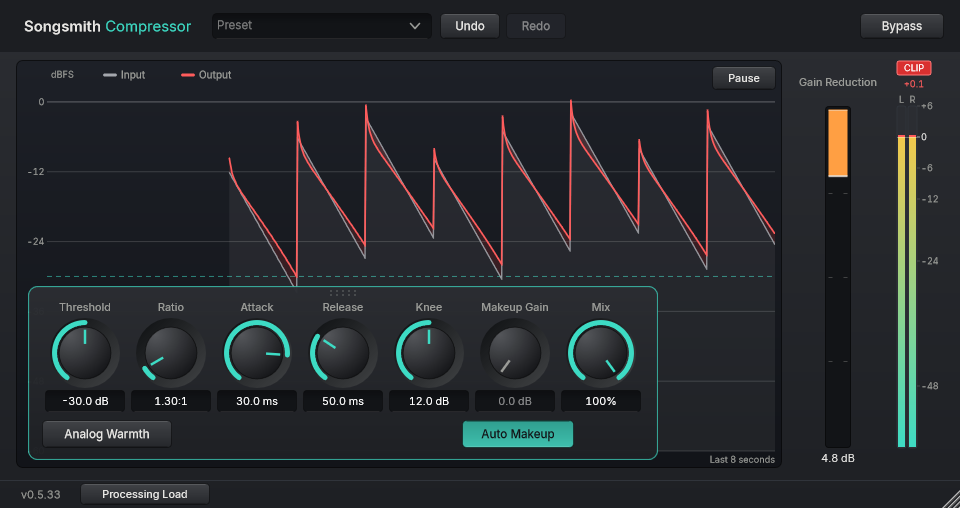 Songsmith Compressor
Preset
Undo
Redo
Bypass
dBFS
Input
Output
Pause
Gain Reduction
CLIP
+0.1
L R
+6
0
-6
-12
-24
-48
0
-12
-24
Threshold
Ratio
Attack
Release
Knee
Makeup Gain
Mix
-30.0 dB
1.30:1
30.0 ms
50.0 ms
12.0 dB
0.0 dB
100%
Analog Warmth
Auto Makeup
Last 8 seconds
4.8 dB
v0.5.33
Processing Load